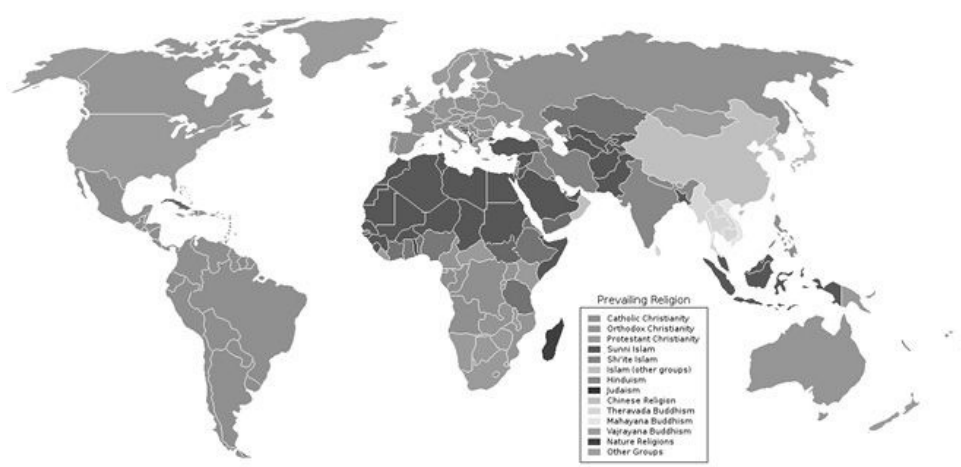 Prevailing Religion
Catholic Christianity
Orthodox Christianity
Protestant Christianity
Sunni Islam
Shi'ite Islam
Islam (other groups)
Hinduism
Judaism
Chinese Religion
Theravada Buddhism
Mahayana Buddhism
Vajrayana Buddhism
Nature Religions
Other Groups